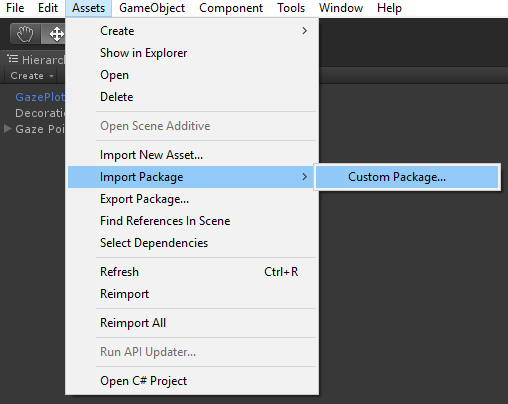 File Edit Assets GameObject Component Tools Window Help
Hierarch
Create
GazePlot
Decoratio
Gaze Poi
Create
Show in Explorer
Open
Delete
Open Scene Additive
Import New Asset...
Import Package
Custom Package...
Export Package...
Find References In Scene
Select Dependencies
Refresh Ctrl+R
Reimport
Reimport All
Run API Updater...
Open C# Project